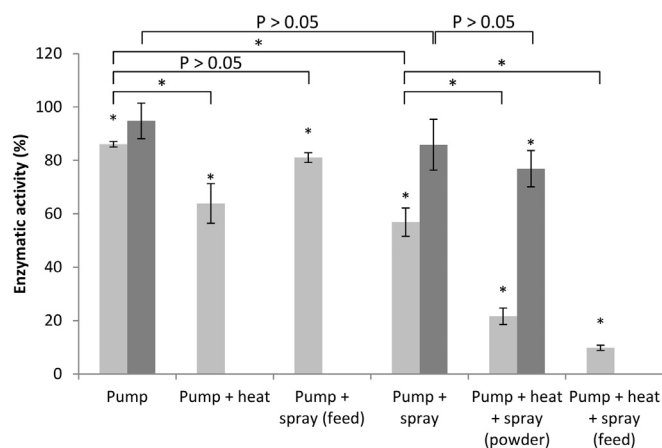 P > 0.05
P > 0.05
*
P > 0.05
*
*
*
120
100
80
60
40
20
0
Enzymatic activity (%)
*
*
*
*
*
*
*
Pump
Pump + heat
Pump +
spray (feed)
Pump +
spray
Pump + heat
+ spray
(powder)
Pump + heat
+ spray
(feed)